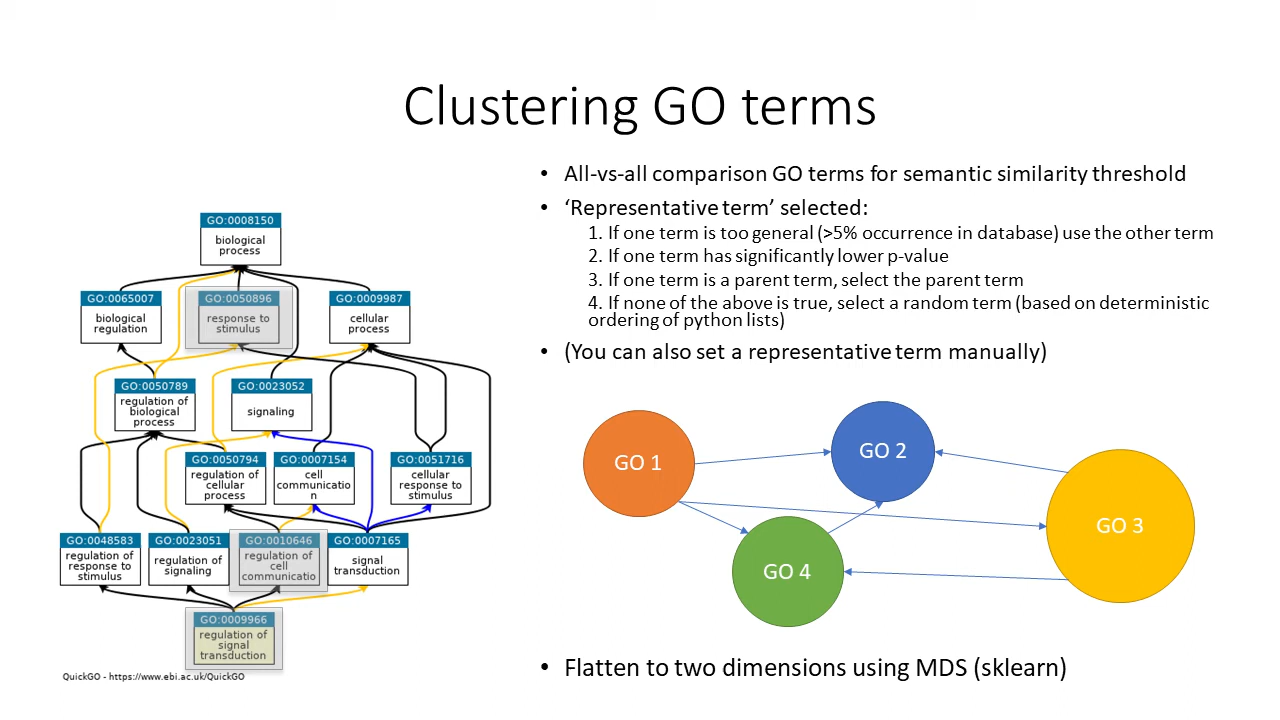 Clustering GO terms
• All-vs-all comparison GO terms for semantic similarity threshold
• ‘Representative term’ selected:
1. If one term is too general (>5% occurrence in database) use the other term
2. If one term has significantly lower p-value
3. If one term is a parent term, select the parent term
4. If none of the above is true, select a random term (based on deterministic
ordering of python lists)
• (You can also set a representative term manually)
GO:0008150
biological
process
GO:0065007
biological
regulation
GO:0050896
response to
stimulus
GO:0009987
cellular
process
GO:0050789
regulation of
biological
process
GO:0023052
signaling
GO:0050794
regulation of
cellular
process
GO:0007154
cell
communicatio
n
GO:0051716
cellular
response to
stimulus
GO:0048583
regulation of
response to
stimulus
GO:0023051
regulation of
signaling
GO:0010646
regulation of
cell
communicatio
GO:0007165
signal
transduction
GO:0009966
regulation of
signal
transduction
QuickGO - https://www.ebi.ac.uk/QuickGO
GO 1
GO 2
GO 3
GO 4
• Flatten to two dimensions using MDS (sklearn)